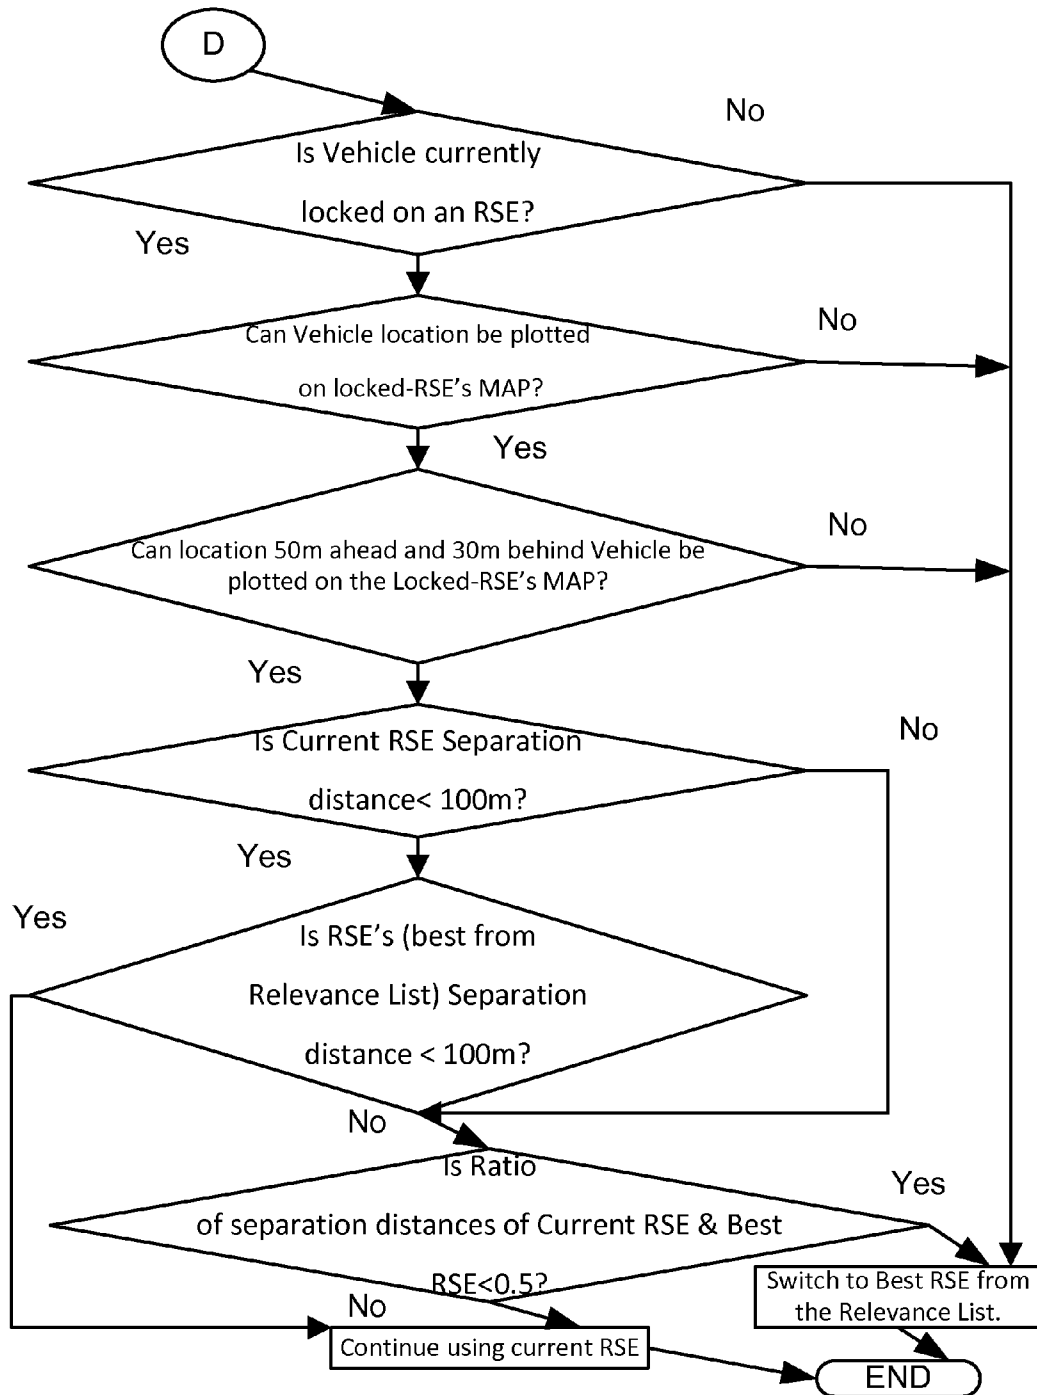 D
No
Is Vehicle currently
locked on an RSE?
Yes
Can Vehicle location be plotted
No
on locked-RSE's MAP?
Yes
No
Can location 50m ahead and 30m behind Vehicle be
plotted on the Locked-RSE's MAP?
Yes
No
Is Current RSE Separation
distance< 100m?
Yes
Yes
Is RSE's (best from
Relevance List) Separation
distance < 100m?
No
Is Ratio
Yes
of separation distances of Current RSE & Best
RSE<0.5?
Switch to Best RSE from
the Relevance List.
No
Continue using current RSE
END